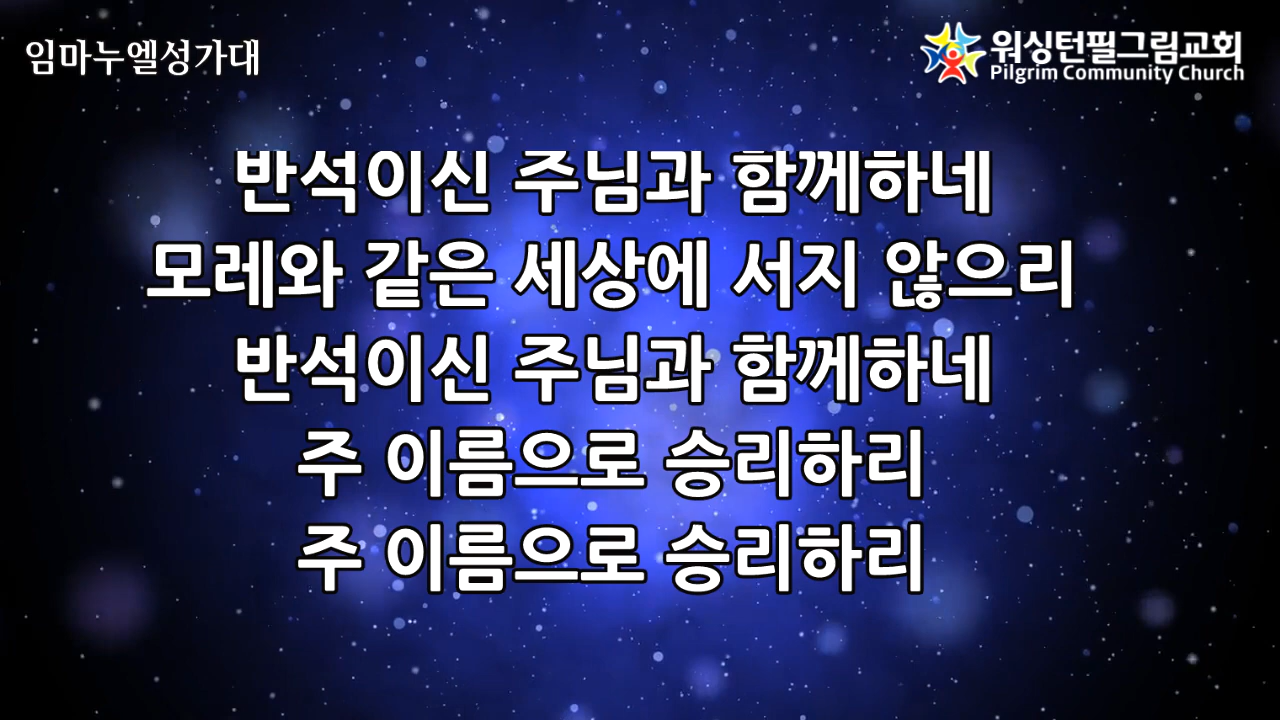 임마누엘성가대
워싱턴필그림교회
Pilgrim Community Church
반석이신 주님과 함께하네
모레와 같은 세상에 서지 않으리
반석이신 주님과 함께하네
주 이름으로 승리하리
주 이름으로 승리하리